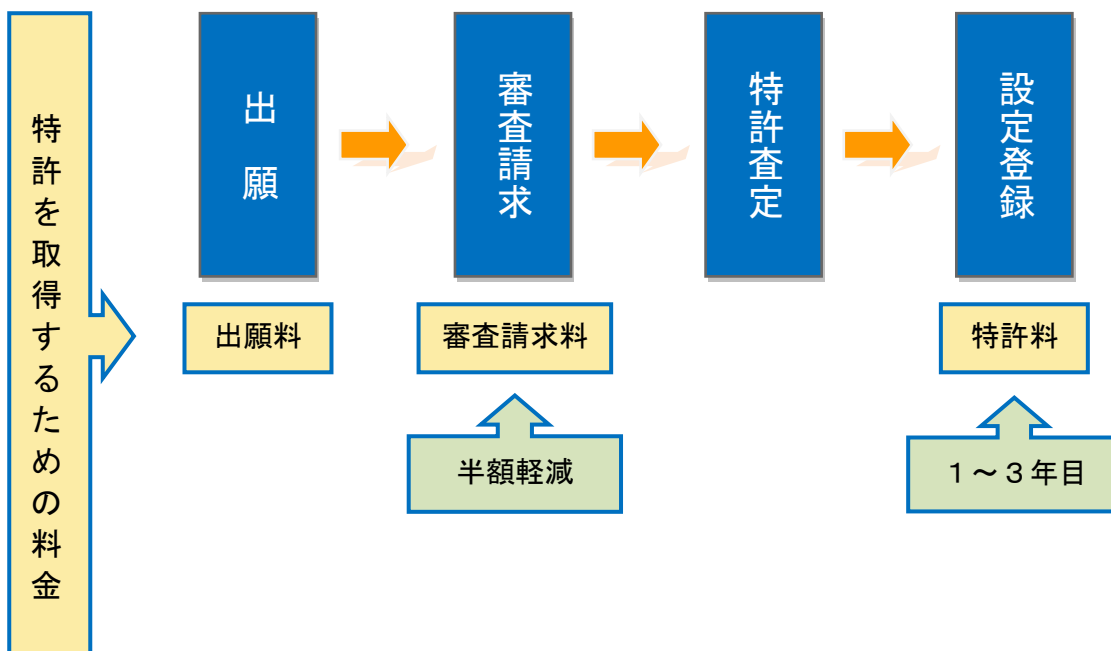 特許を取得するための料金
出願
審査請求
特許査定
設定登録
出願料
審査請求料
特許料
半額軽減
１～３年目